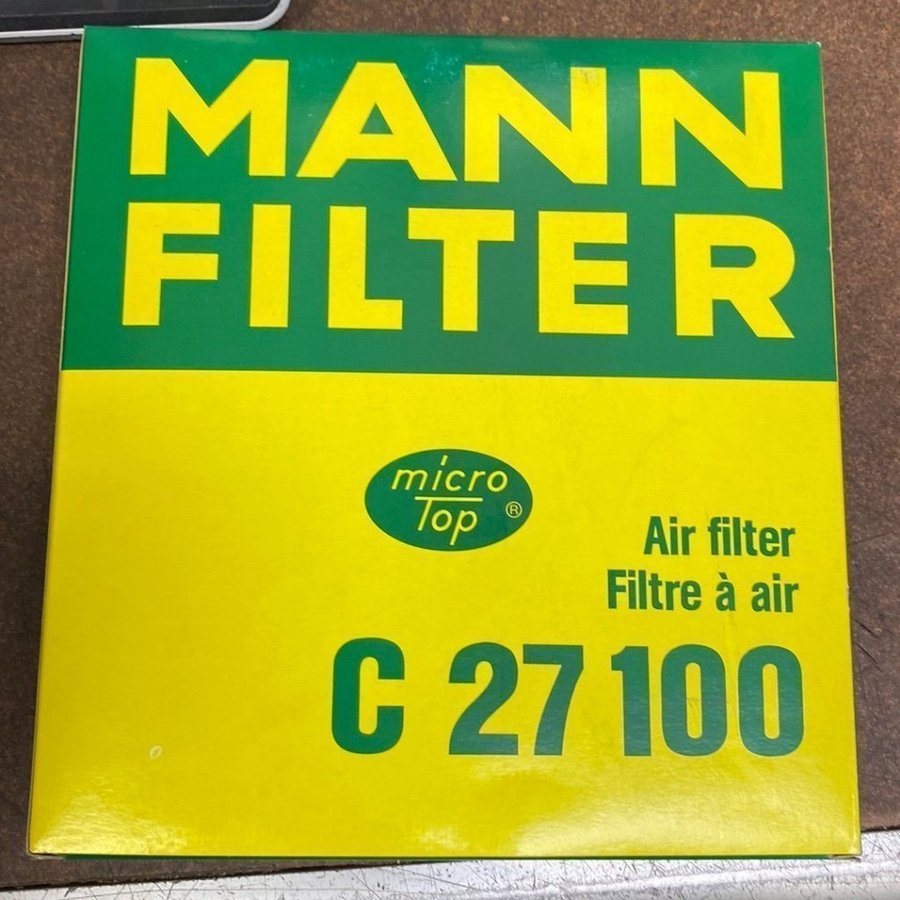 MANN
FILTER
micro
Top ®
Air filter
Filtre à air
C 27 100